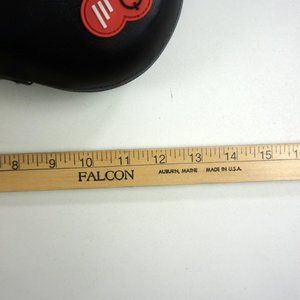 8 9 10 11 12 13 14 15
FALCON AUBURN, MAINE MADE IN U.S.A.